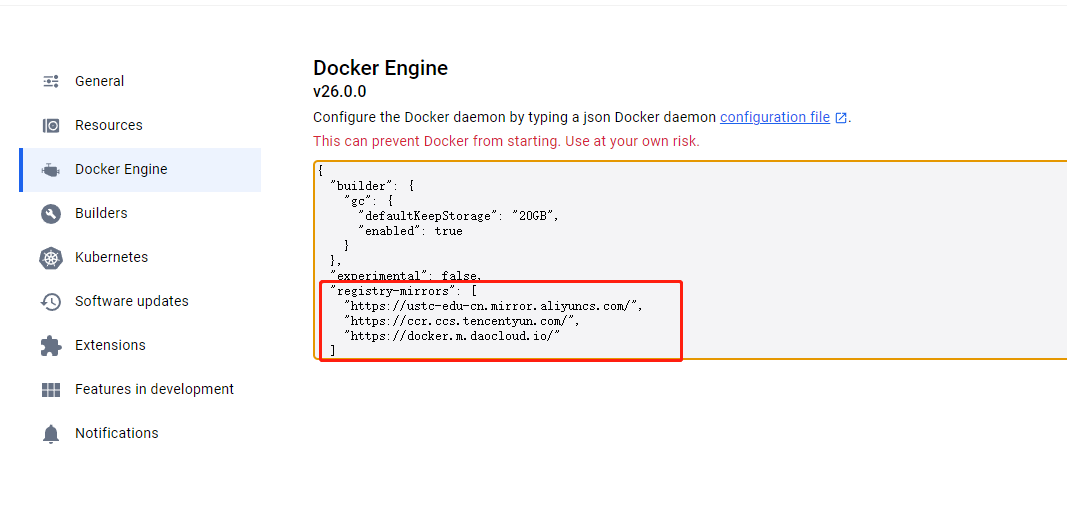 General
Resources
Docker Engine
Builders
Kubernetes
Software updates
Extensions
Features in development
Notifications
Docker Engine
v26.0.0
Configure the Docker daemon by typing a json Docker daemon configuration file.
This can prevent Docker from starting. Use at your own risk.
{
  "builder": {
    "gc": {
      "defaultKeepStorage": "20GB",
      "enabled": true
    }
  },
  "experimental": false,
  "registry-mirrors": [
    "https://ustc-edu-cn.mirror.aliyuncs.com/",
    "https://ccr.ccs.tencentyun.com/",
    "https://docker.m.daocloud.io/"
  ]